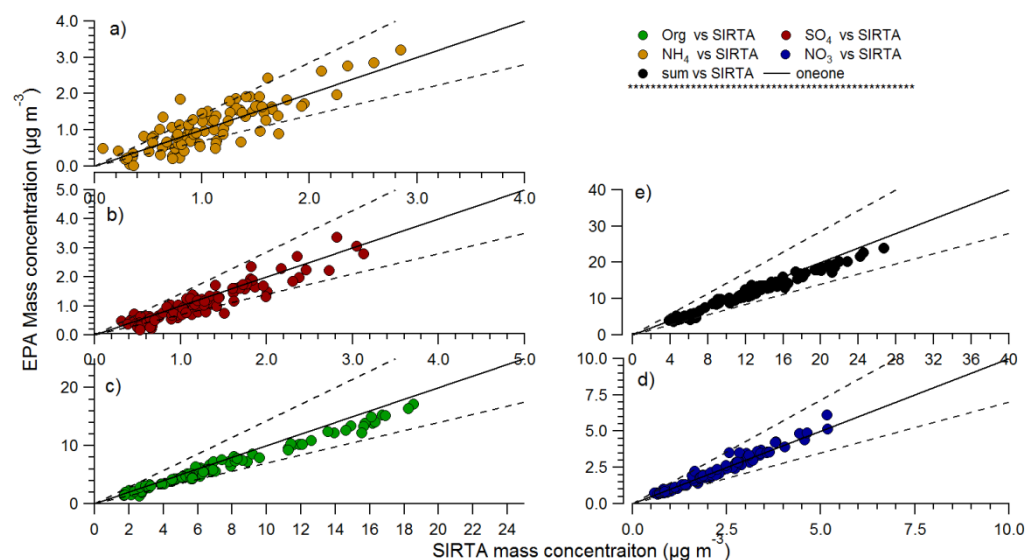 Org vs SIRTA SO4 vs SIRTA
NH4 vs SIRTA NO3 vs SIRTA
sum vs SIRTA oneone
**************************************************
EPA Mass concentration (µg m⁻³)
a)
4.0
3.0
2.0
1.0
0.0
1.0 2.0 3.0 4.0
b)
5.0
4.0
3.0
2.0
1.0
0.0
0.0 1.0 2.0 3.0 4.0 5.0
c)
20
10
0
0 2 4 6 8 10 12 14 16 18 20 22 24
e)
40
30
20
10
0
0 4 8 12 16 20 24 28 32 36 40
d)
10.0
7.5
5.0
2.5
0.0
0.0 2.5 5.0 7.5 10.0
SIRTA mass concentraiton (µg m⁻³)